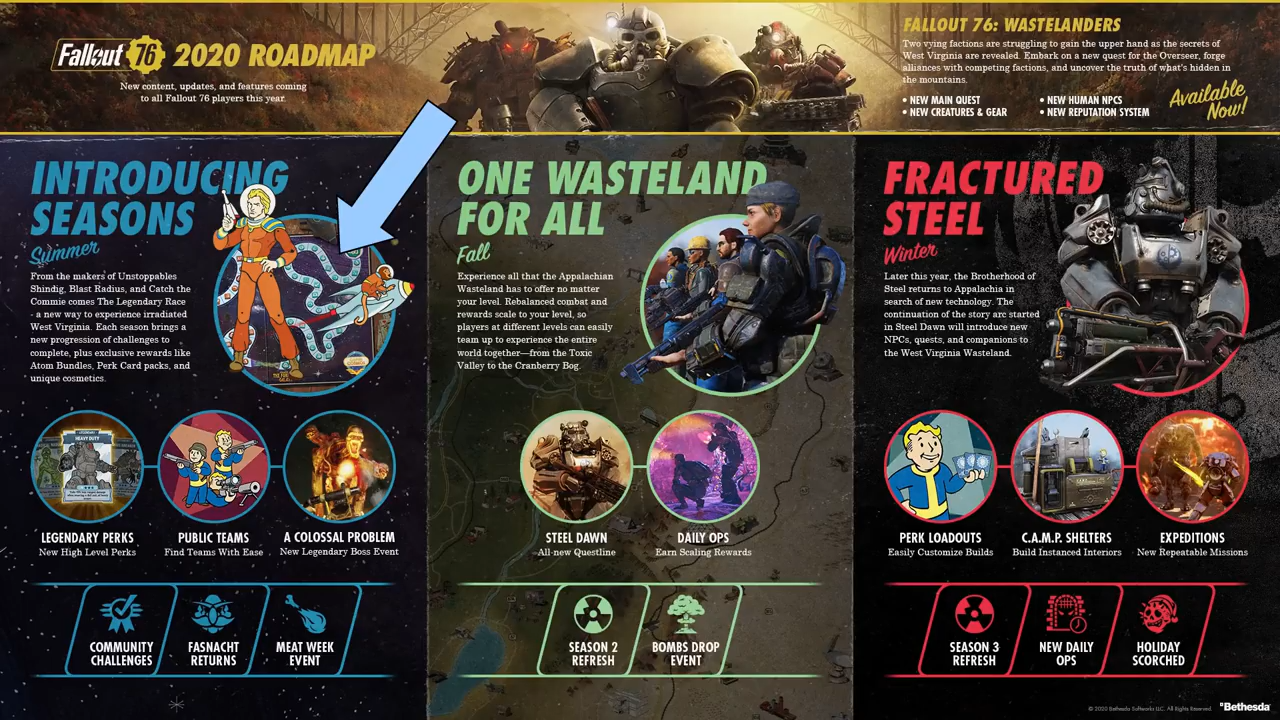 Fallout 76 2020 ROADMAP
New content, updates, and features coming
to all Fallout 76 players this year.
FALLOUT 76: WASTELANDERS
Two vying factions are struggling to gain the upper hand as the secrets of
West Virginia are revealed. Embark on a new quest for the Overseer, forge
alliances with competing factions, and uncover the truth of what's hidden in
the mountains.
• NEW MAIN QUEST
• NEW CREATURES & GEAR
• NEW HUMAN NPCS
• NEW REPUTATION SYSTEM
Available
Now!
INTRODUCING
SEASONS
Summer
From the makers of Unstoppables
Shindig, Blast Radius, and Catch the
Commie comes The Legendary Race
- a new way to experience irradiated
West Virginia. Each season brings a
new progression of challenges to
complete, plus exclusive rewards like
Atom Bundles, Perk Card packs, and
unique cosmetics.
HEAVY DUTY
LEGENDARY PERKS
New High Level Perks
PUBLIC TEAMS
Find Teams With Ease
A COLOSSAL PROBLEM
New Legendary Boss Event
COMMUNITY
CHALLENGES
FASNACHT
RETURNS
MEAT WEEK
EVENT
ONE WASTELAND
FOR ALL
Fall
Experience all that the Appalachian
Wasteland has to offer no matter
your level. Rebalanced combat and
rewards scale to your level, so
players at different levels can easily
team up to experience the entire
world together—from the Toxic
Valley to the Cranberry Bog.
STEEL DAWN
All-new Questline
DAILY OPS
Earn Scaling Rewards
SEASON 2
REFRESH
BOMBS DROP
EVENT
FRACTURED
STEEL
Winter
Later this year, the Brotherhood of
Steel returns to Appalachia in
search of new technology. The
continuation of the story arc started
in Steel Dawn will introduce new
NPCs, quests, and companions to
the West Virginia Wasteland.
PERK LOADOUTS
Easily Customize Builds
C.A.M.P. SHELTERS
Build Instanced Interiors
EXPEDITIONS
New Repeatable Missions
SEASON 3
REFRESH
NEW DAILY
OPS
HOLIDAY
SCORCHED
© 2020 Bethesda Softworks LLC. All Rights Reserved.
Bethesda